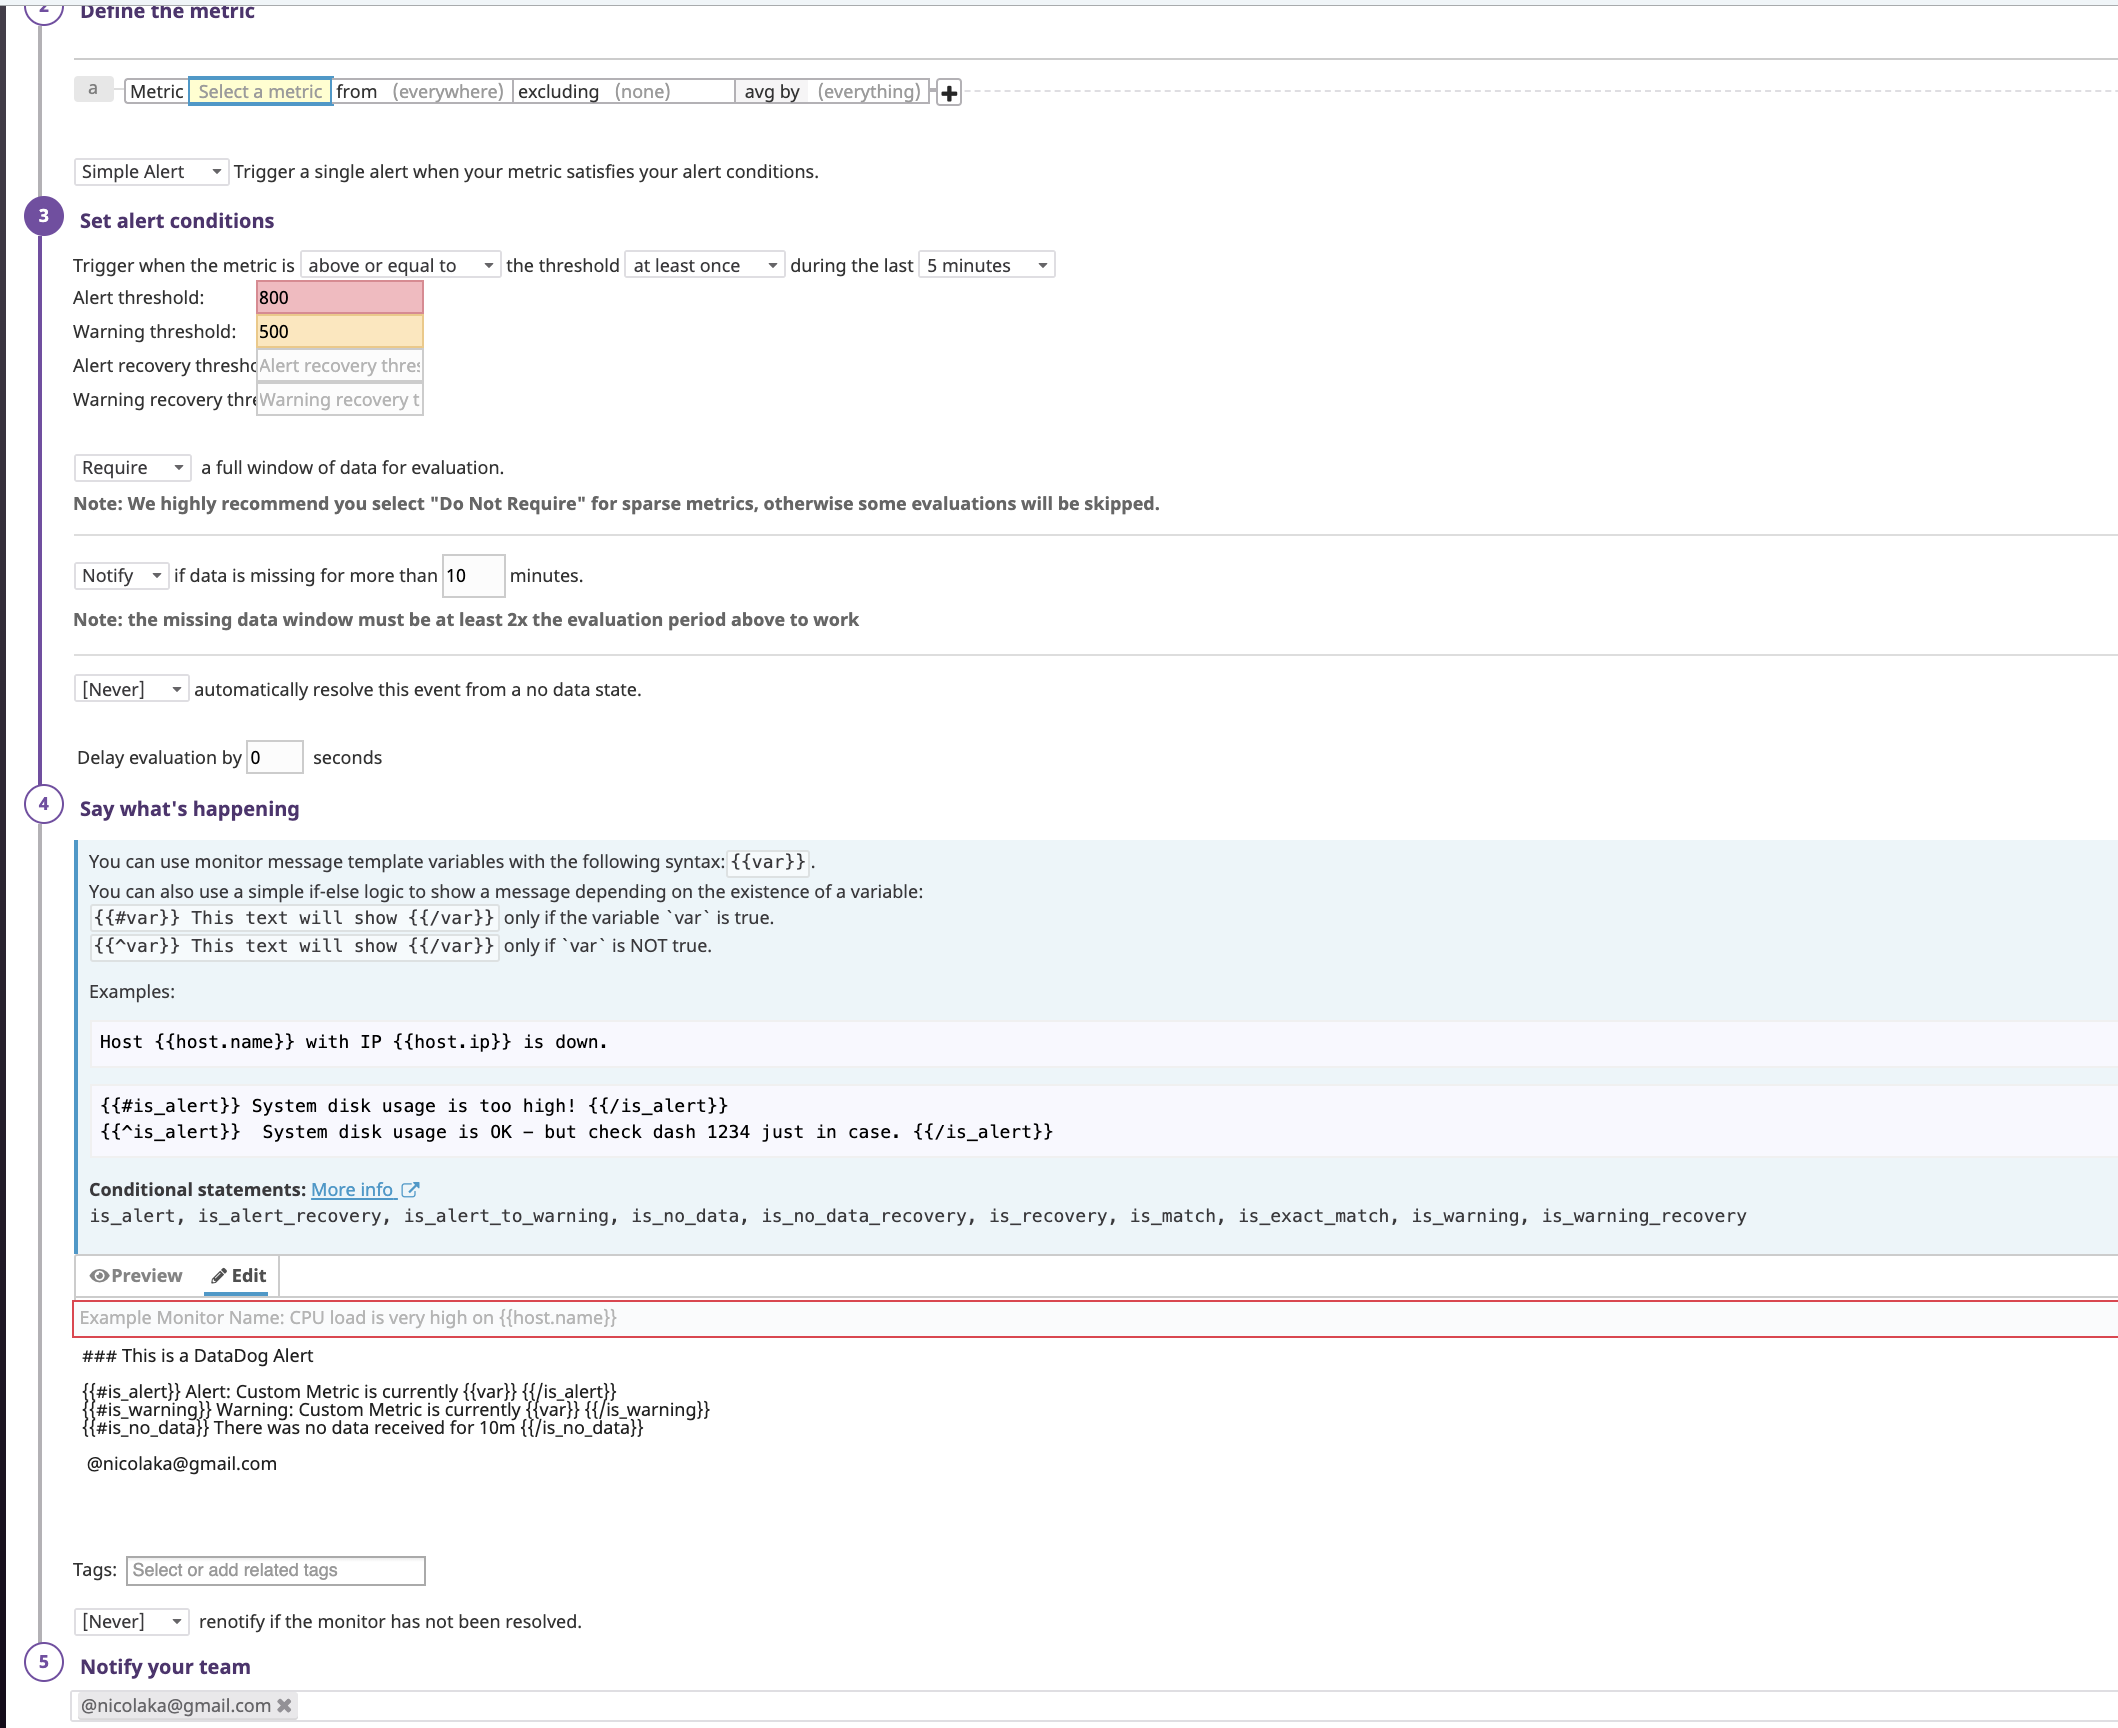 2 Define the metric
a Metric Select a metric from (everywhere) excluding (none) avg by (everything)
Simple Alert Trigger a single alert when your metric satisfies your alert conditions.
3 Set alert conditions
Trigger when the metric is above or equal to the threshold at least once during the last 5 minutes
Alert threshold: 800
Warning threshold: 500
Alert recovery thresho Alert recovery thres
Warning recovery thre Warning recovery t
Require a full window of data for evaluation.
Note: We highly recommend you select "Do Not Require" for sparse metrics, otherwise some evaluations will be skipped.
Notify if data is missing for more than 10 minutes.
Note: the missing data window must be at least 2x the evaluation period above to work
[Never] automatically resolve this event from a no data state.
Delay evaluation by 0 seconds
4 Say what's happening
You can use monitor message template variables with the following syntax: {{var}}.
You can also use a simple if-else logic to show a message depending on the existence of a variable:
{{#var}} This text will show {{/var}} only if the variable `var` is true.
{{^var}} This text will show {{/var}} only if `var` is NOT true.
Examples:
Host {{host.name}} with IP {{host.ip}} is down.
{{#is_alert}} System disk usage is too high! {{/is_alert}}
{{^is_alert}}  System disk usage is OK – but check dash 1234 just in case. {{/is_alert}}
Conditional statements: More info
is_alert, is_alert_recovery, is_alert_to_warning, is_no_data, is_no_data_recovery, is_recovery, is_match, is_exact_match, is_warning, is_warning_recovery
Preview Edit
Example Monitor Name: CPU load is very high on {{host.name}}
### This is a DataDog Alert
{{#is_alert}} Alert: Custom Metric is currently {{var}} {{/is_alert}}
{{#is_warning}} Warning: Custom Metric is currently {{var}} {{/is_warning}}
{{#is_no_data}} There was no data received for 10m {{/is_no_data}}
@nicolaka@gmail.com
Tags: Select or add related tags
[Never] renotify if the monitor has not been resolved.
5 Notify your team
@nicolaka@gmail.com